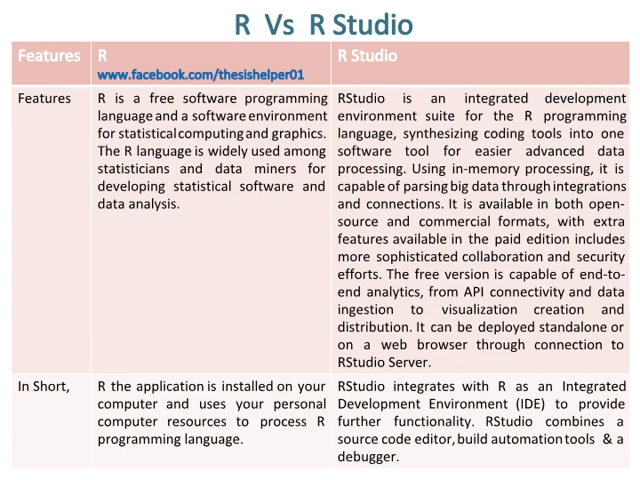 R Vs R Studio
Features
R
www.facebook.com/thesishelper01
R Studio
Features
R is a free software programming
language and a software environment
for statistical computing and graphics.
The R language is widely used among
statisticians and data miners for
developing statistical software and
data analysis.
RStudio is an integrated development
environment suite for the R programming
language, synthesizing coding tools into one
software tool for easier advanced data
processing. Using in-memory processing, it is
capable of parsing big data through integrations
and connections. It is available in both open-
source and commercial formats, with extra
features available in the paid edition includes
more sophisticated collaboration and security
efforts. The free version is capable of end-to-
end analytics, from API connectivity and data
ingestion to visualization creation and
distribution. It can be deployed standalone or
on a web browser through connection to
RStudio Server.
In Short,
R the application is installed on your
computer and uses your personal
computer resources to process R
programming language.
RStudio integrates with R as an Integrated
Development Environment (IDE) to provide
further functionality. RStudio combines a
source code editor, build automation tools & a
debugger.